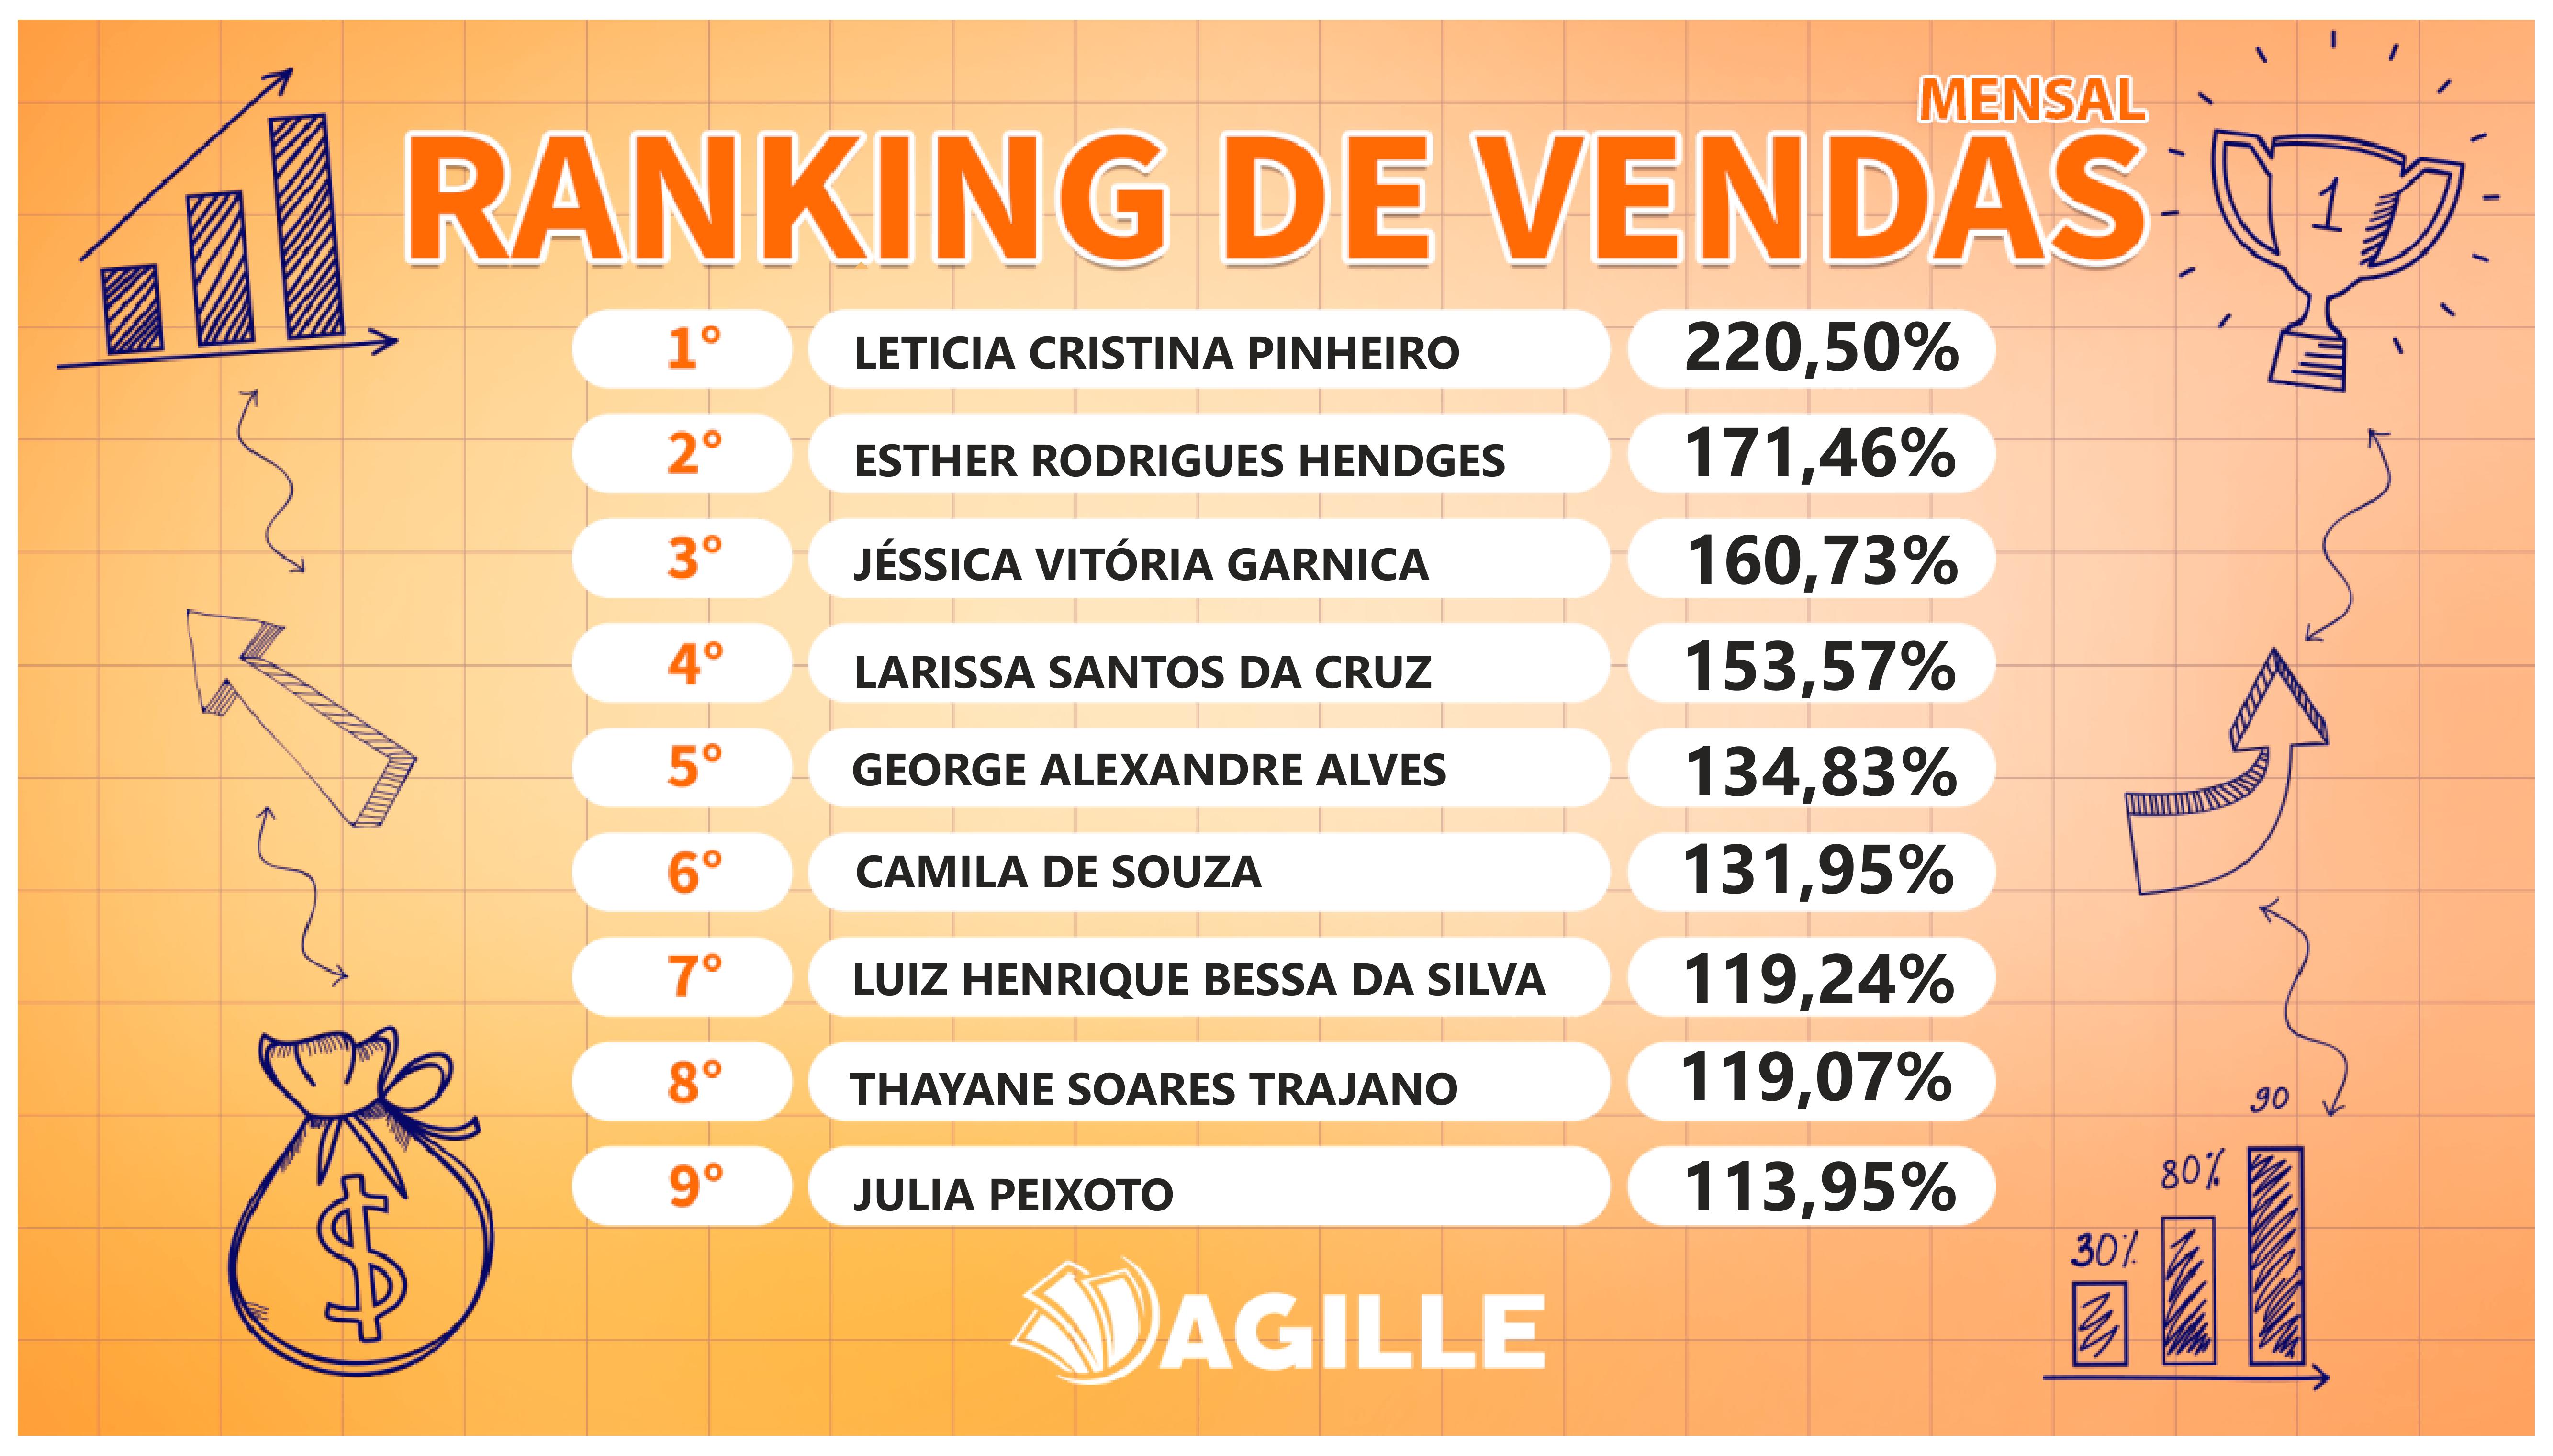 MENSAL
RANKING DE VENDAS
1
1° LETICIA CRISTINA PINHEIRO 220,50%
2° ESTHER RODRIGUES HENDGES 171,46%
3° JÉSSICA VITÓRIA GARNICA 160,73%
4° LARISSA SANTOS DA CRUZ 153,57%
5° GEORGE ALEXANDRE ALVES 134,83%
6° CAMILA DE SOUZA 131,95%
7° LUIZ HENRIQUE BESSA DA SILVA 119,24%
8° THAYANE SOARES TRAJANO 119,07%
9° JULIA PEIXOTO 113,95%
$
30%
80%
90
AGILLE